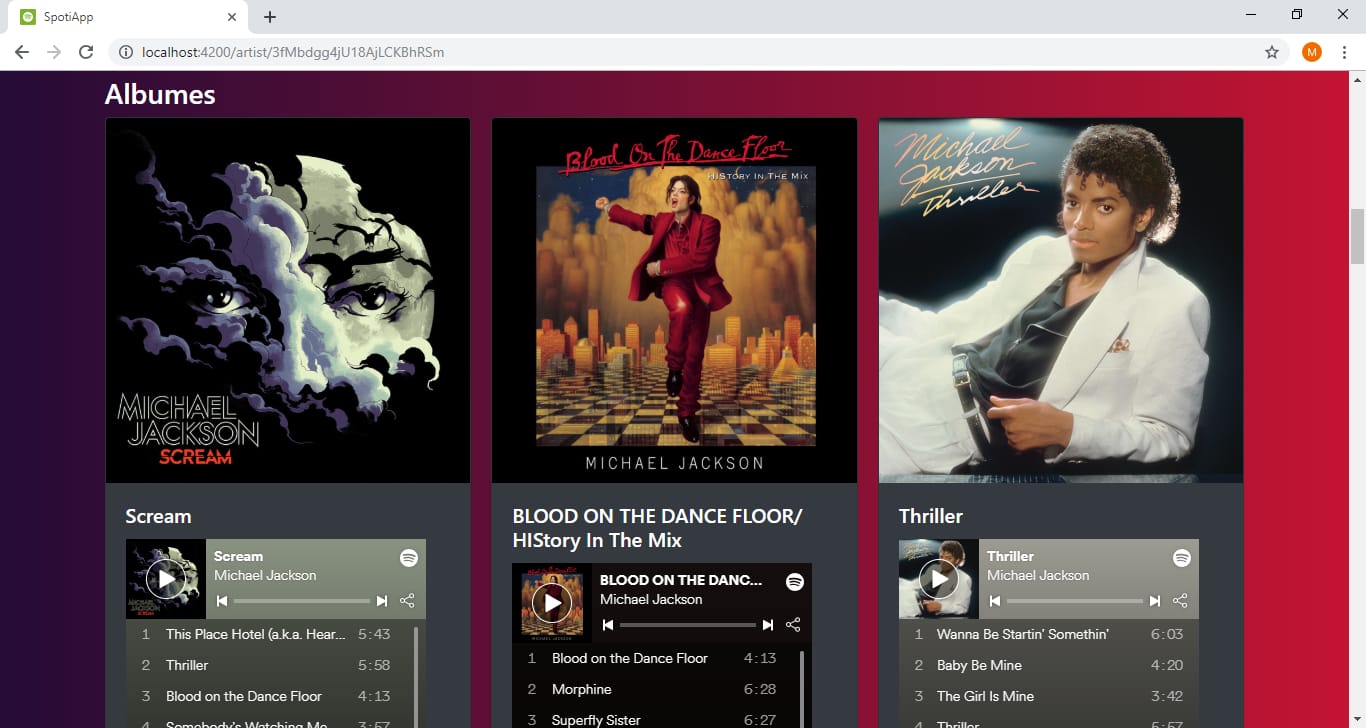 SpotiApp
localhost:4200/artist/3fMbdgg4jU18AjLCKBhRSm
M
Albumes
MICHAEL
JACKSON
SCREAM
Blood On The Dance Floor
HIStory In The Mix
MICHAEL JACKSON
Michael
Jackson
Thriller
Scream
Scream
Michael Jackson
1 This Place Hotel (a.k.a. Hear... 5:43
2 Thriller 5:58
3 Blood on the Dance Floor 4:13
4 Somebody's Watching Me 3:57
BLOOD ON THE DANCE FLOOR/
HIStory In The Mix
BLOOD ON THE DANC...
Michael Jackson
1 Blood on the Dance Floor 4:13
2 Morphine 6:28
3 Superfly Sister 6:27
Thriller
Thriller
Michael Jackson
1 Wanna Be Startin' Somethin' 6:03
2 Baby Be Mine 4:20
3 The Girl Is Mine 3:42
4 Thriller 5:57